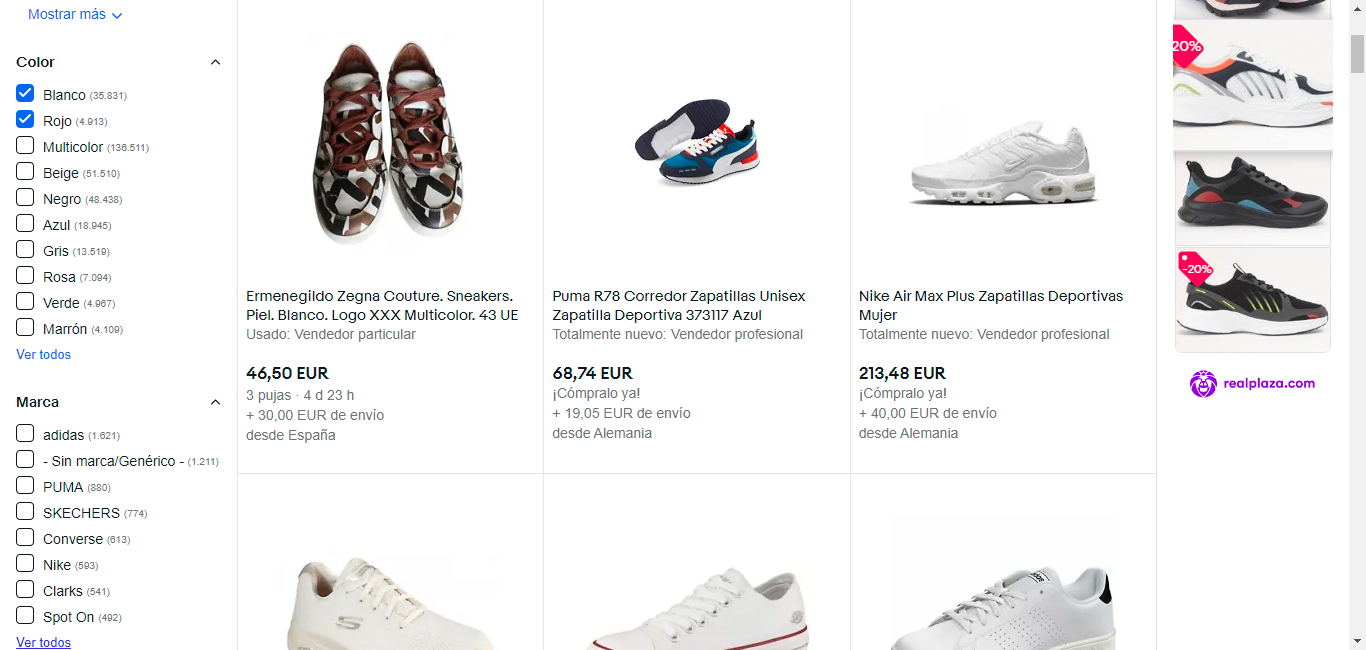 Mostrar más
Color
Blanco (35.831)
Rojo (4.913)
Multicolor (136.511)
Beige (51.510)
Negro (48.438)
Azul (18.945)
Gris (13.519)
Rosa (7.094)
Verde (4.967)
Marrón (4.109)
Ver todos
Marca
adidas (1.621)
- Sin marca/Genérico - (1.211)
PUMA (880)
SKECHERS (774)
Converse (613)
Nike (593)
Clarks (541)
Spot On (492)
Ver todos
Ermenegildo Zegna Couture. Sneakers.
Piel. Blanco. Logo XXX Multicolor. 43 UE
Usado: Vendedor particular
46,50 EUR
3 pujas · 4 d 23 h
+ 30,00 EUR de envío
desde España
Puma R78 Corredor Zapatillas Unisex
Zapatilla Deportiva 373117 Azul
Totalmente nuevo: Vendedor profesional
68,74 EUR
¡Cómpralo ya!
+ 19,05 EUR de envío
desde Alemania
Nike Air Max Plus Zapatillas Deportivas
Mujer
Totalmente nuevo: Vendedor profesional
213,48 EUR
¡Cómpralo ya!
+ 40,00 EUR de envío
desde Alemania
20%
-20%
realplaza.com